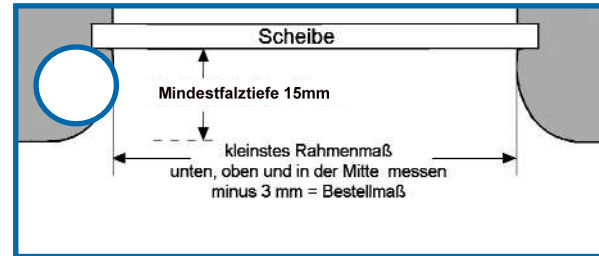 Scheibe
Mindestfalztiefe 15mm
kleinstes Rahmenmaß
unten, oben und in der Mitte messen
minus 3 mm = Bestellmaß